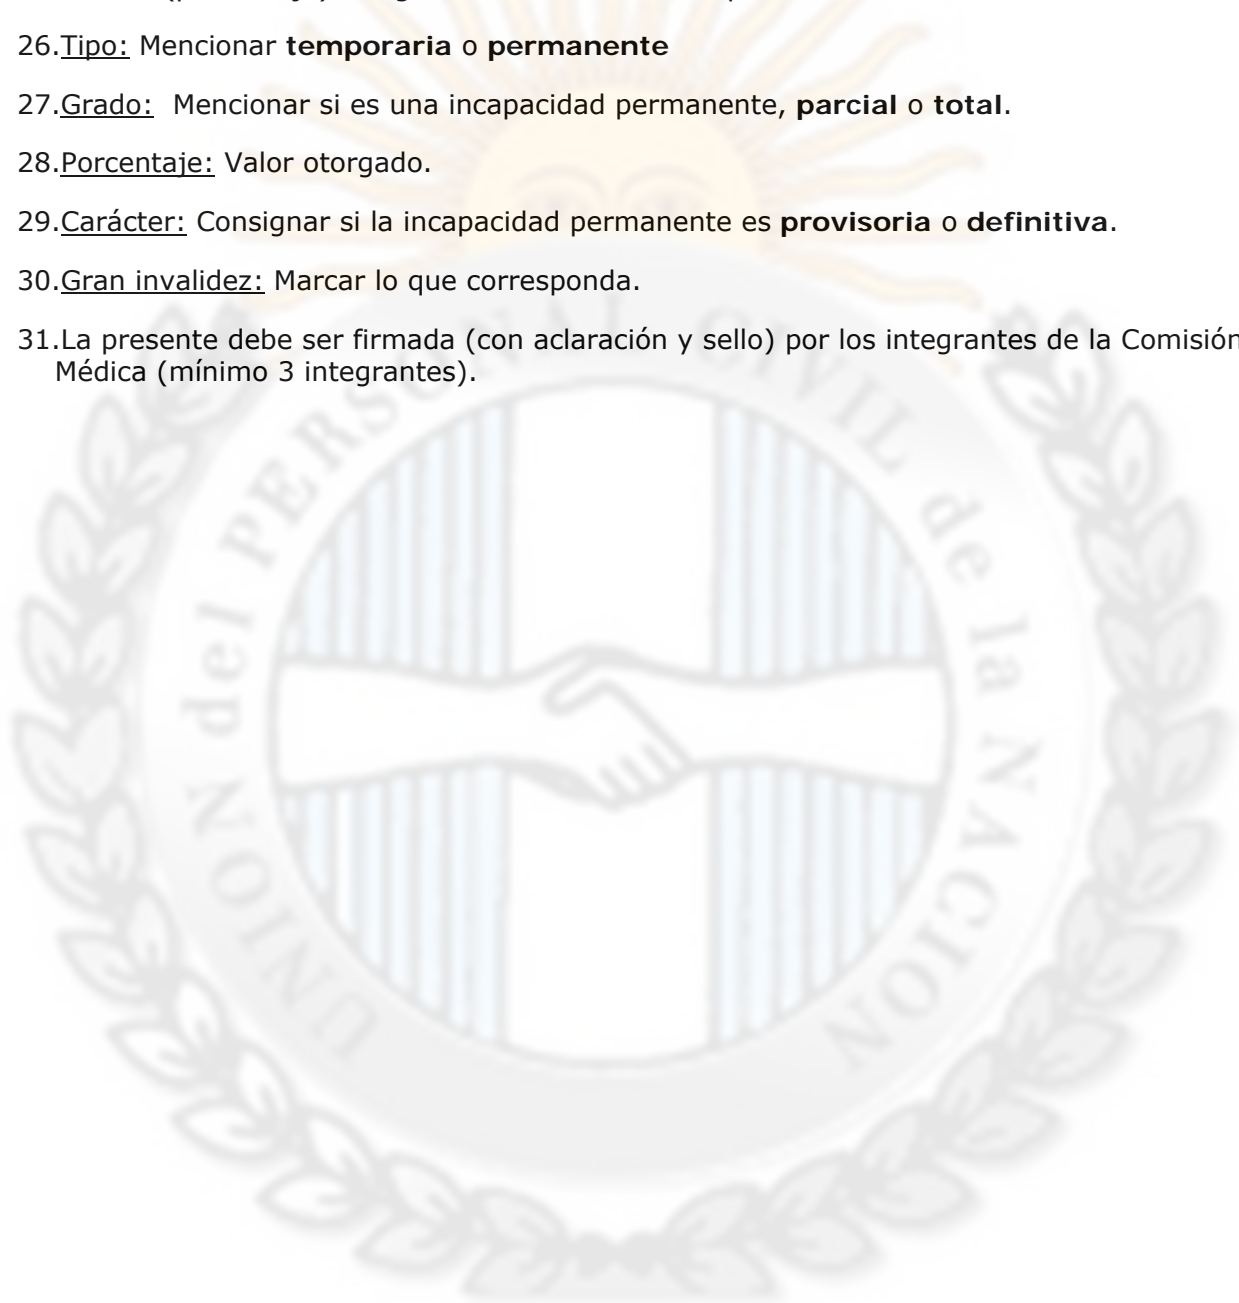 26.Tipo: Mencionar temporaria o permanente
27.Grado: Mencionar si es una incapacidad permanente, parcial o total.
28.Porcentaje: Valor otorgado.
29.Carácter: Consignar si la incapacidad permanente es provisoria o definitiva.
30.Gran invalidez: Marcar lo que corresponda.
31.La presente debe ser firmada (con aclaración y sello) por los integrantes de la Comisión
Médica (mínimo 3 integrantes).
UNION del PERSONAL CIVIL de la NACION